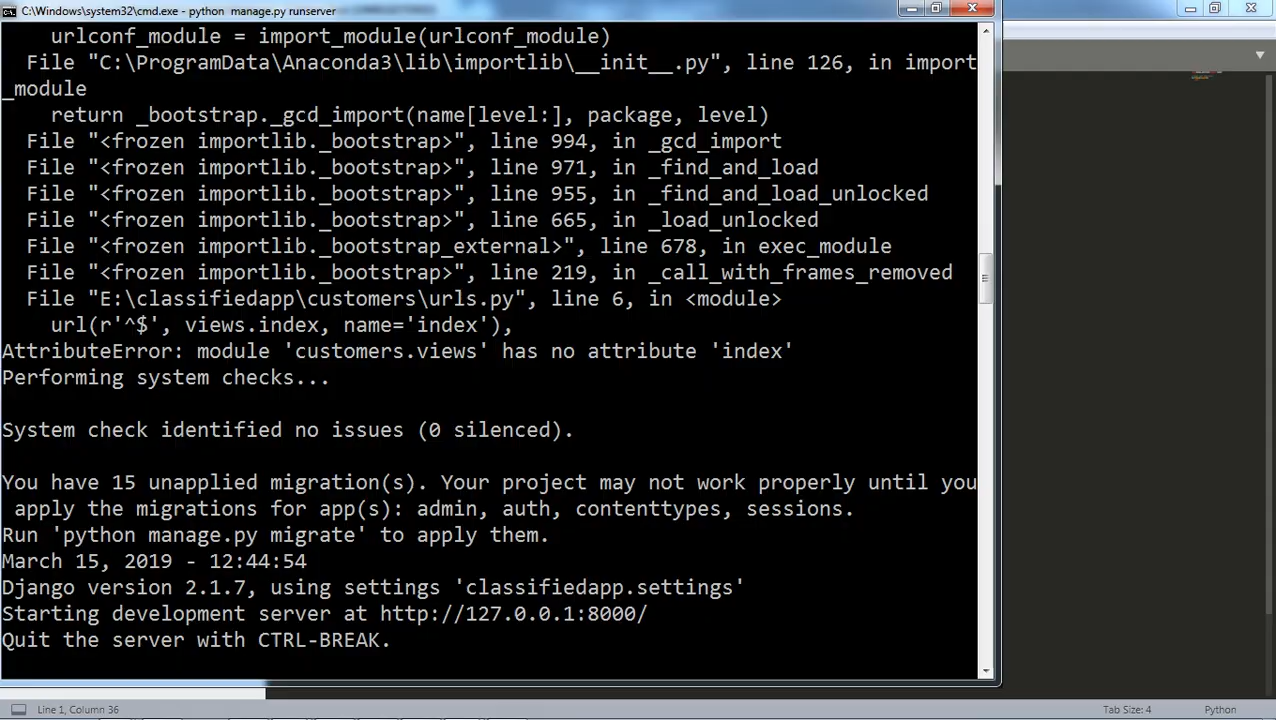 C:\Windows\system32\cmd.exe - python  manage.py runserver
urlconf_module = import_module(urlconf_module)
File "C:\ProgramData\Anaconda3\lib\importlib\__init__.py", line 126, in import
_module
return _bootstrap._gcd_import(name[level:], package, level)
File "<frozen importlib._bootstrap>", line 994, in _gcd_import
File "<frozen importlib._bootstrap>", line 971, in _find_and_load
File "<frozen importlib._bootstrap>", line 955, in _find_and_load_unlocked
File "<frozen importlib._bootstrap>", line 665, in _load_unlocked
File "<frozen importlib._bootstrap_external>", line 678, in exec_module
File "<frozen importlib._bootstrap>", line 219, in _call_with_frames_removed
File "E:\classifiedapp\customers\urls.py", line 6, in <module>
url(r'^$', views.index, name='index'),
AttributeError: module 'customers.views' has no attribute 'index'
Performing system checks...
System check identified no issues (0 silenced).
You have 15 unapplied migration(s). Your project may not work properly until you
apply the migrations for app(s): admin, auth, contenttypes, sessions.
Run 'python manage.py migrate' to apply them.
March 15, 2019 - 12:44:54
Django version 2.1.7, using settings 'classifiedapp.settings'
Starting development server at http://127.0.0.1:8000/
Quit the server with CTRL-BREAK.
Line 1, Column 36
Tab Size: 4
Python